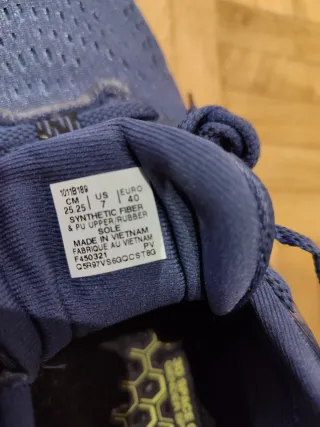 1011B189
CM US EURO
25.25 7 40
SYNTHETIC FIBER
& PU UPPER/RUBBER
SOLE
MADE IN VIETNAM
FABRIQUE AU VIETNAM
F450321 PV
Q5R97VS6GQCST8G